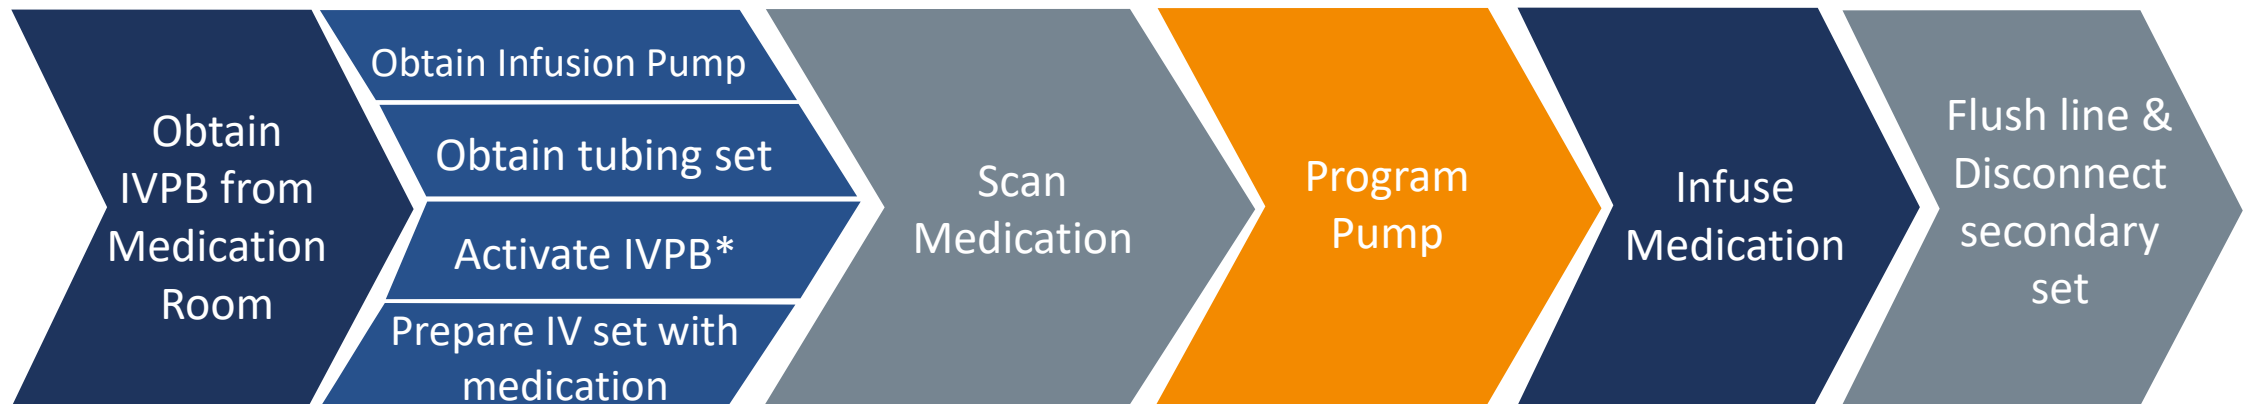 Obtain
IVPB from
Medication
Room
Obtain Infusion Pump
Obtain tubing set
Activate IVPB*
Prepare IV set with
medication
Scan
Medication
Program
Pump
Infuse
Medication
Flush line &
Disconnect
secondary
set